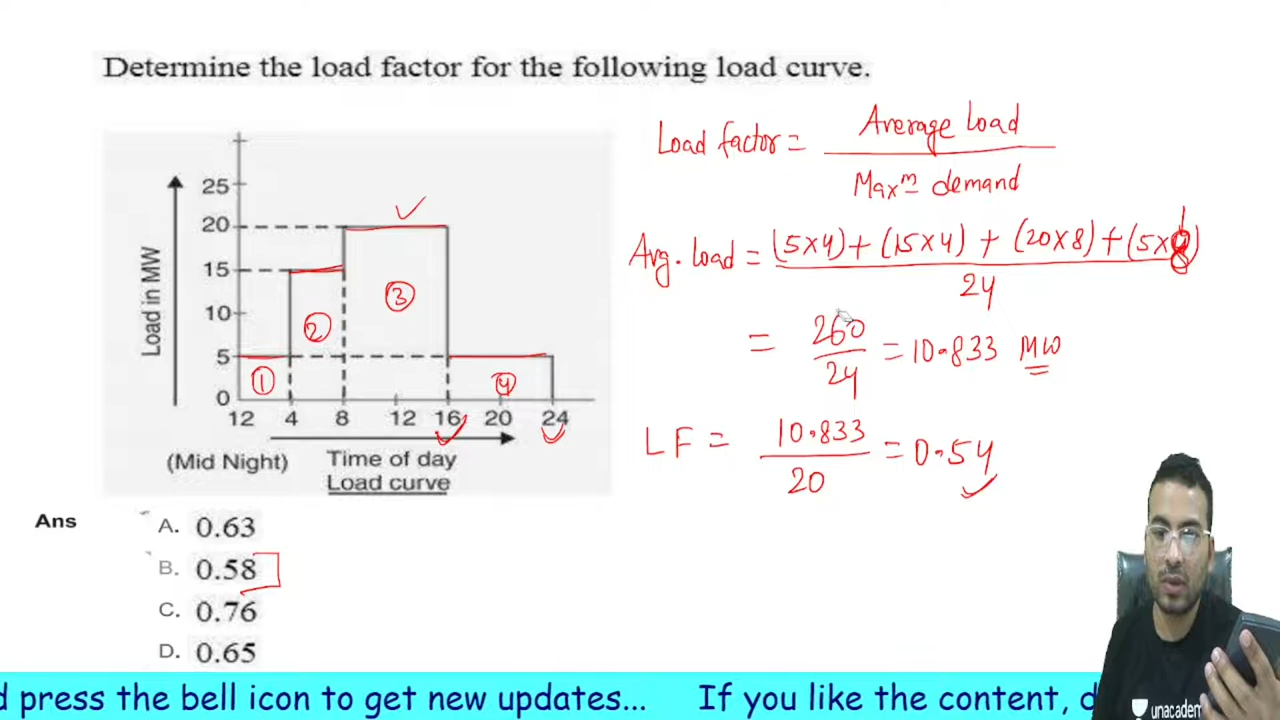 Determine the load factor for the following load curve.
Load factor = Average load
Maxᵐ demand
Avg. load = (5×4)+(15×4) + (20×8)+(5×8)
24
= 260 = 10.833 MW
24
LF = 10.833 = 0.54
20
Load in MW
25
20
15
10
5
0
1
2
3
4
12 4 8 12 16 20 24
(Mid Night) Time of day
Load curve
Ans
A. 0.63
B. 0.58
C. 0.76
D. 0.65
d press the bell icon to get new updates... If you like the content, d
unacadem